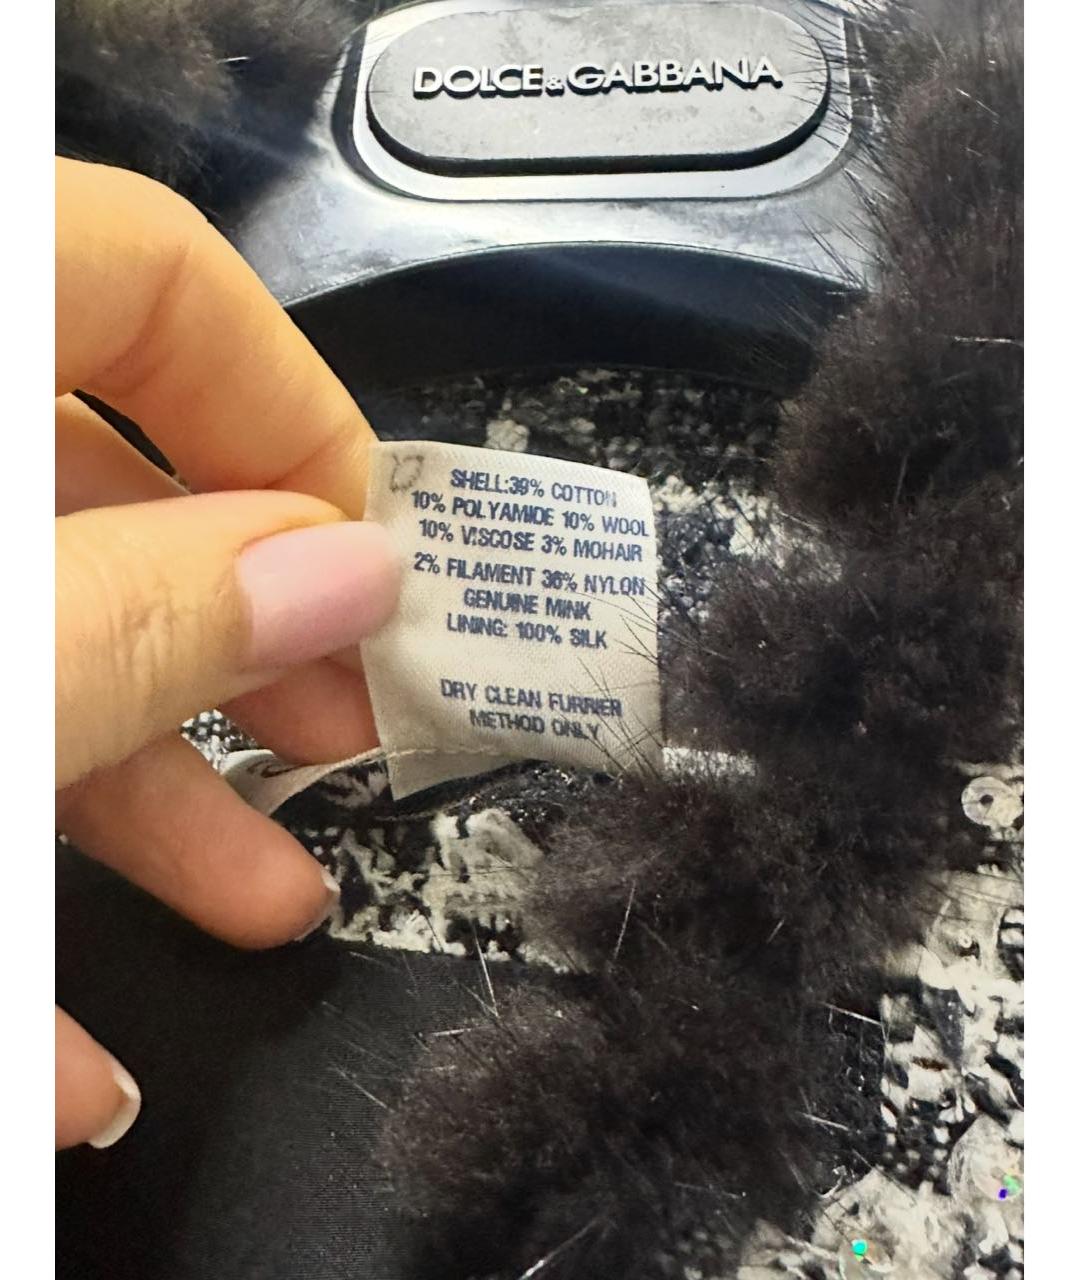 DOLCE&GABBANA
SHELL:39% COTTON
10% POLYAMIDE 10% WOOL
10% VISCOSE 3% MOHAIR
2% FILAMENT 36% NYLON
GENUINE MINK
LINING: 100% SILK
DRY CLEAN FURRIER
METHOD ONLY